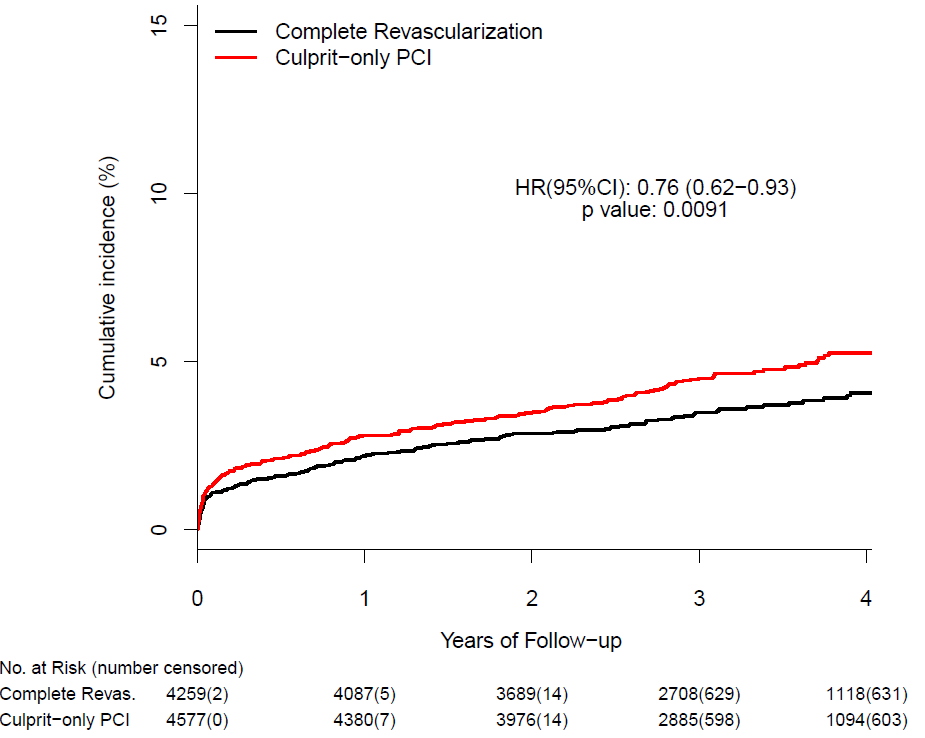 15
Complete Revascularization
Culprit−only PCI
10
HR(95%CI): 0.76 (0.62−0.93)
p value: 0.0091
Cumulative incidence (%)
5
0
0 1 2 3 4
Years of Follow−up
No. at Risk (number censored)
Complete Revas. 4259(2) 4087(5) 3689(14) 2708(629) 1118(631)
Culprit−only PCI 4577(0) 4380(7) 3976(14) 2885(598) 1094(603)